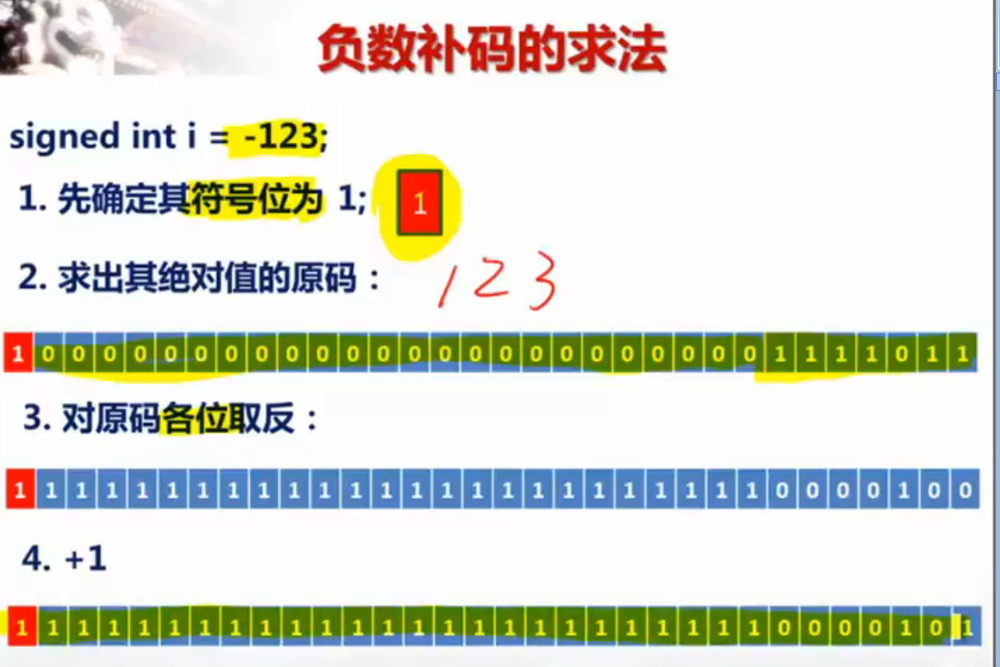 负数补码的求法
signed int i = -123;
1. 先确定其符号位为 1; 1
2. 求出其绝对值的原码： 123
1 0 0 0 0 0 0 0 0 0 0 0 0 0 0 0 0 0 0 0 0 0 0 0 0 1 1 1 1 0 1 1
3. 对原码各位取反：
1 1 1 1 1 1 1 1 1 1 1 1 1 1 1 1 1 1 1 1 1 1 1 1 1 0 0 0 0 1 0 0
4. +1
1 1 1 1 1 1 1 1 1 1 1 1 1 1 1 1 1 1 1 1 1 1 1 1 1 0 0 0 0 1 0 1